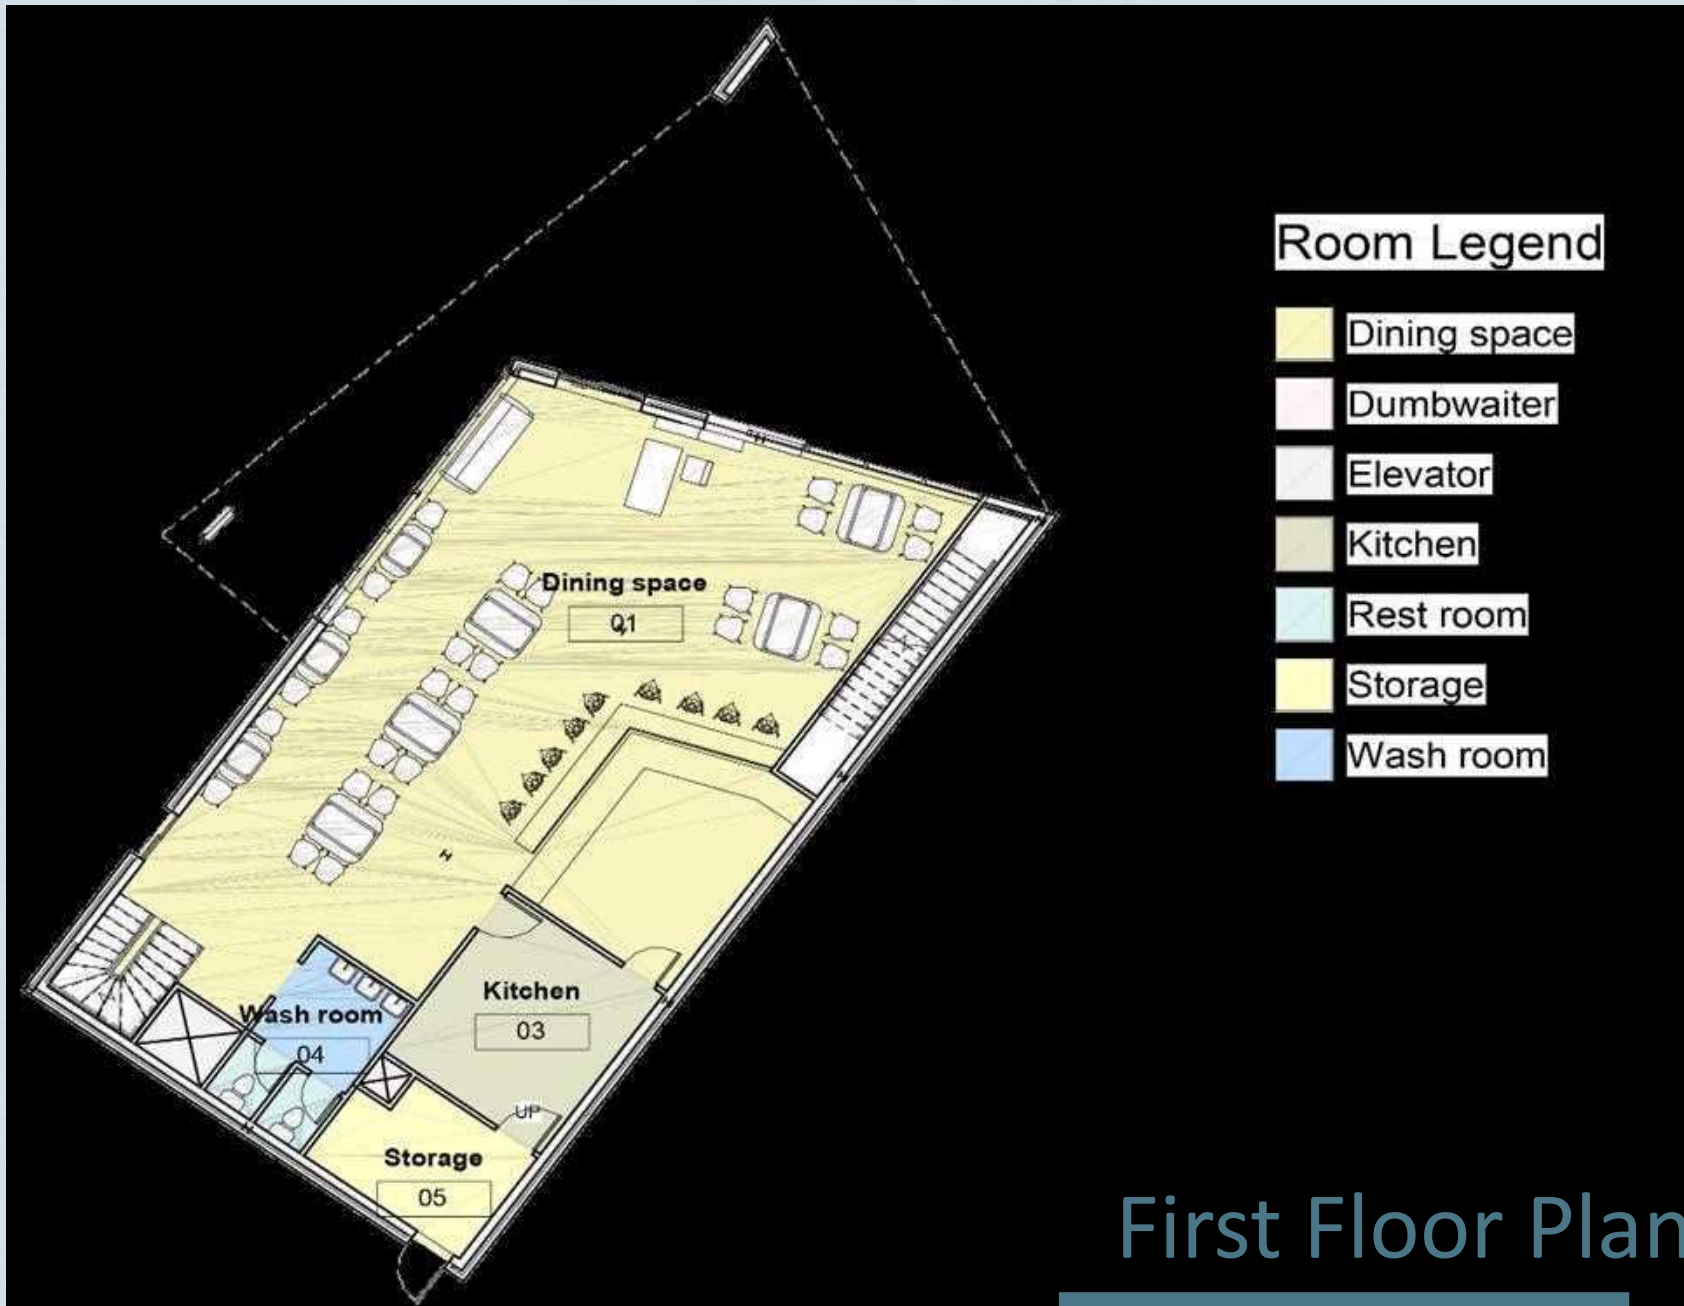 Room Legend
Dining space
Dumbwaiter
Elevator
Kitchen
Rest room
Storage
Wash room
Dining space
01
Kitchen
03
Wash room
04
UP
Storage
05
First Floor Plan